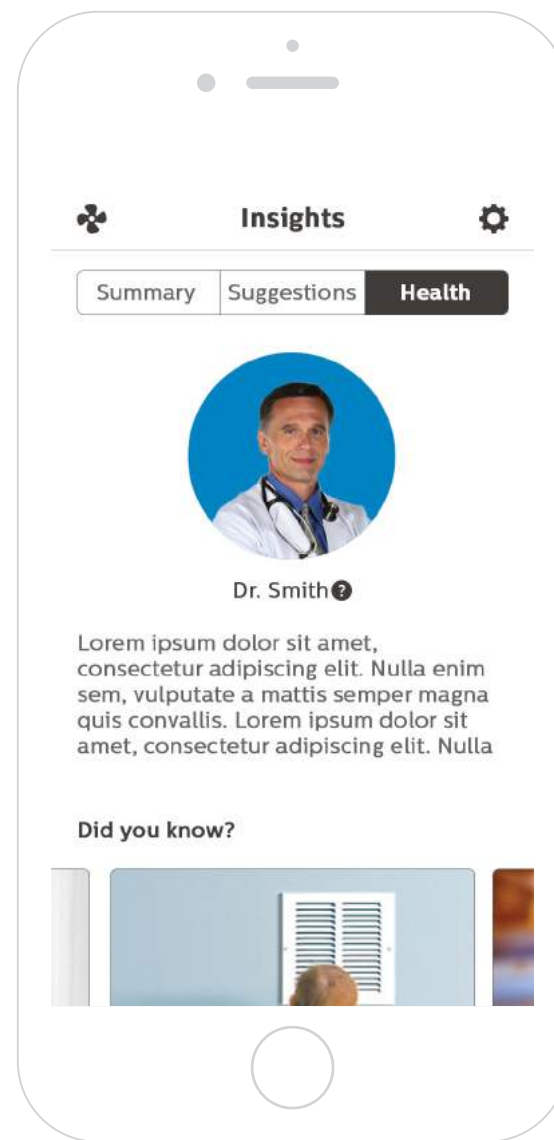 Insights
Summary Suggestions Health
Dr. Smith?
Lorem ipsum dolor sit amet,
consectetur adipiscing elit. Nulla enim
sem, vulputate a mattis semper magna
quis convallis. Lorem ipsum dolor sit
amet, consectetur adipiscing elit. Nulla
Did you know?